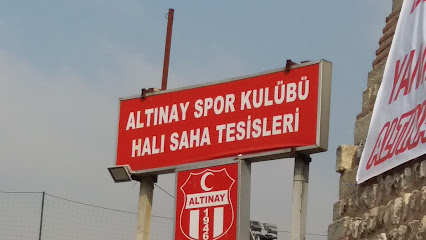 ALTINAY SPOR KULÜBÜ
HALI SAHA TESİSLERİ
ALTINAY
1946